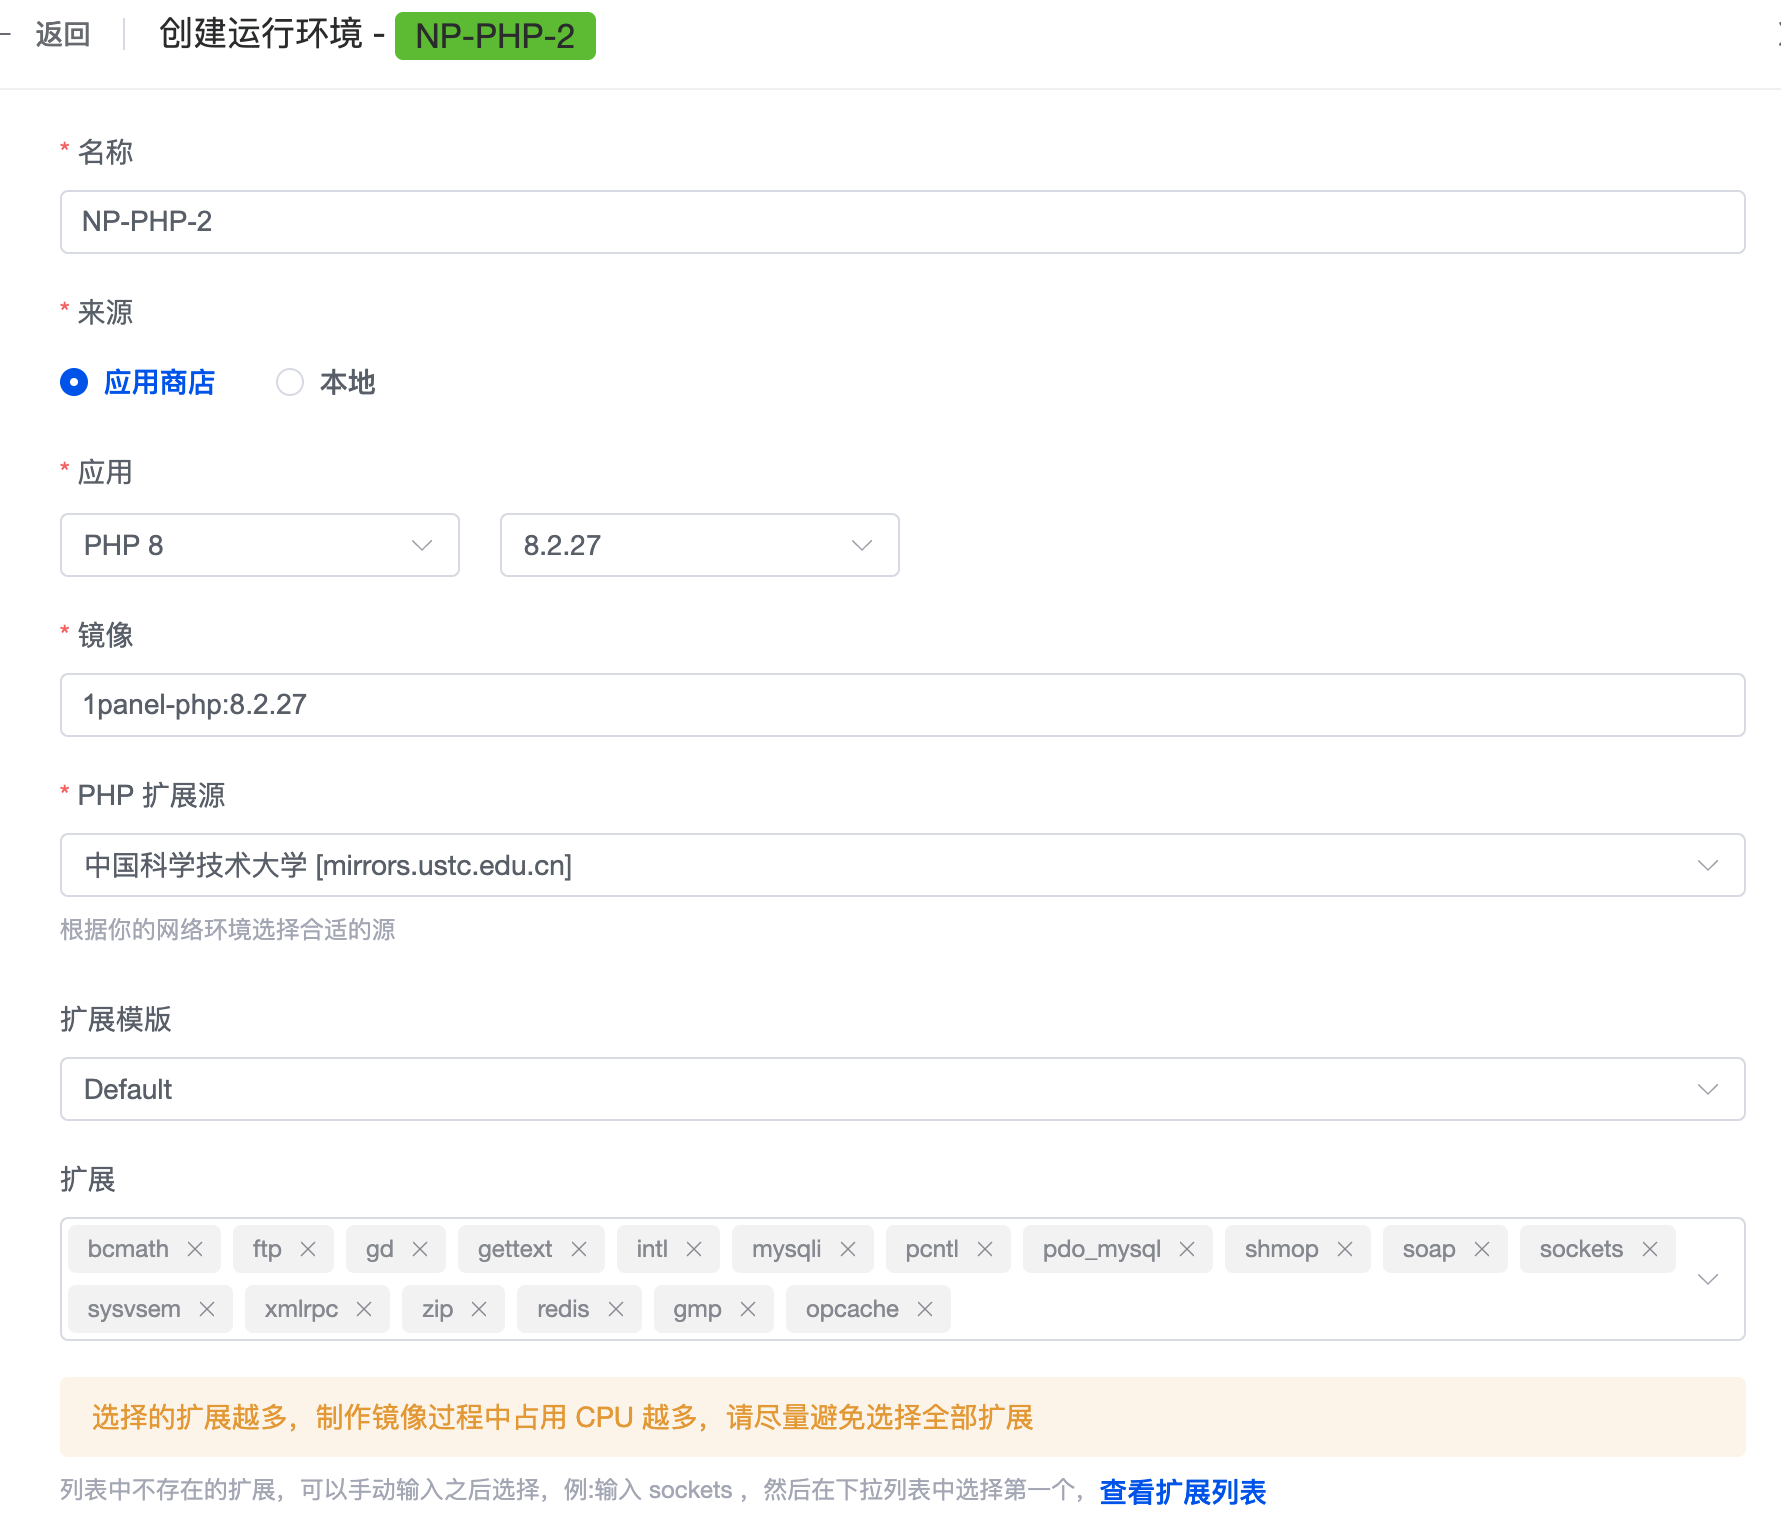 返回 创建运行环境 - NP-PHP-2
* 名称
NP-PHP-2
* 来源
应用商店 本地
* 应用
PHP 8 8.2.27
* 镜像
1panel-php:8.2.27
* PHP 扩展源
中国科学技术大学 [mirrors.ustc.edu.cn]
根据你的网络环境选择合适的源
扩展模版
Default
扩展
bcmath ftp gd gettext intl mysqli pcntl pdo_mysql shmop soap sockets
sysvsem xmlrpc zip redis gmp opcache
选择的扩展越多，制作镜像过程中占用 CPU 越多，请尽量避免选择全部扩展
列表中不存在的扩展，可以手动输入之后选择，例:输入 sockets ，然后在下拉列表中选择第一个，查看扩展列表